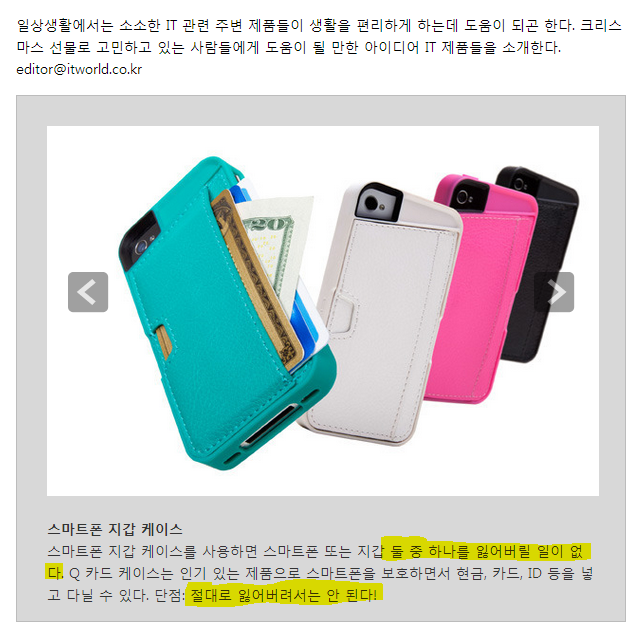 일상생활에서는 소소한 IT 관련 주변 제품들이 생활을 편리하게 하는데 도움이 되곤 한다. 크리스
마스 선물로 고민하고 있는 사람들에게 도움이 될 만한 아이디어 IT 제품들을 소개한다.
editor@itworld.co.kr
20
스마트폰 지갑 케이스
스마트폰 지갑 케이스를 사용하면 스마트폰 또는 지갑 둘 중 하나를 잃어버릴 일이 없
다. Q 카드 케이스는 인기 있는 제품으로 스마트폰을 보호하면서 현금, 카드, ID 등을 넣
고 다닐 수 있다. 단점: 절대로 잃어버려서는 안 된다!